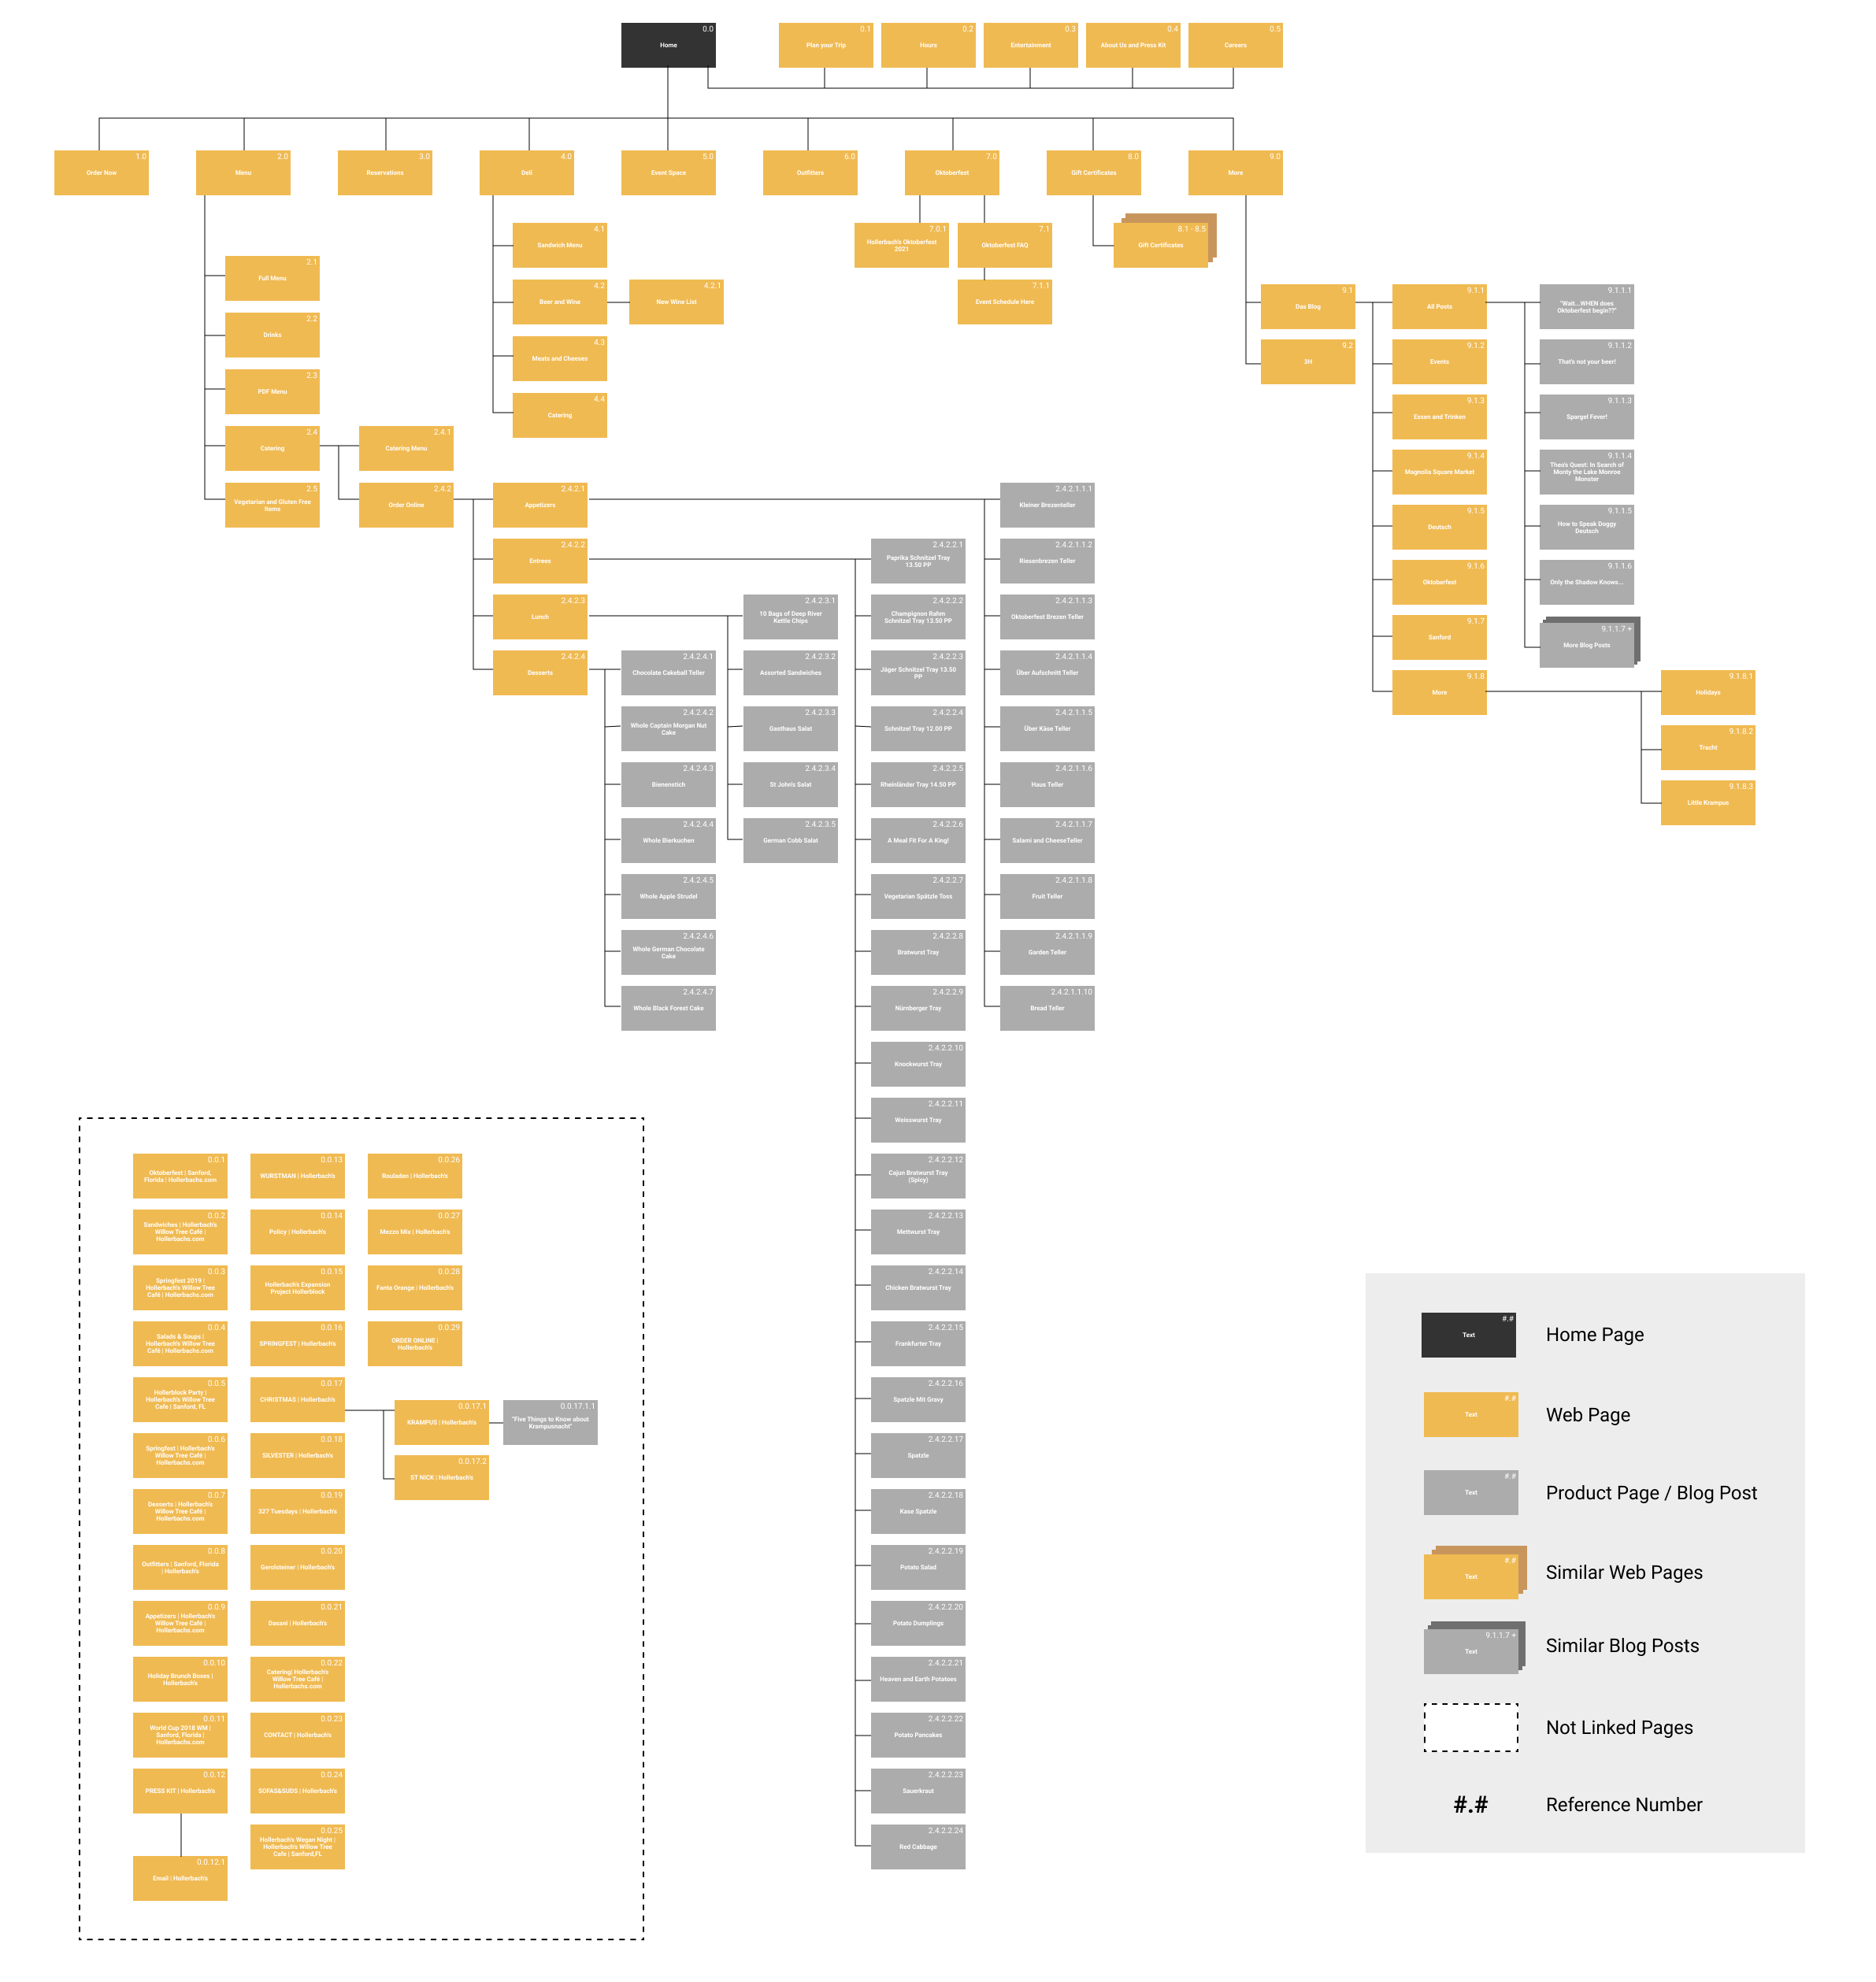 0.0
Home
0.1
Plan your Trip
0.2
Hours
0.3
Entertainment
0.4
About Us and Press Kit
0.5
Careers
1.0
Order Now
2.0
Menu
3.0
Reservations
4.0
Deli
5.0
Event Space
6.0
Outfitters
7.0
Oktoberfest
8.0
Gift Certificates
9.0
More
2.1
Full Menu
2.2
Drinks
2.3
PDF Menu
2.4
Catering
2.5
Vegetarian and Gluten Free
Items
2.4.1
Catering Menu
2.4.2
Order Online
4.1
Sandwich Menu
4.2
Beer and Wine
4.2.1
New Wine List
4.3
Meats and Cheeses
4.4
Catering
7.0.1
Hollerbach's Oktoberfest
2021
7.1
Oktoberfest FAQ
7.1.1
Event Schedule Here
8.1 - 8.5
Gift Certificates
9.1
Das Blog
9.2
3H
9.1.1
All Posts
9.1.2
Events
9.1.3
Essen and Trinken
9.1.4
Magnolia Square Market
9.1.5
Deutsch
9.1.6
Oktoberfest
9.1.7
Sanford
9.1.8
More
9.1.1.1
"Wait...WHEN does
Oktoberfest begin??"
9.1.1.2
That's not your beer!
9.1.1.3
Spargel Fever!
9.1.1.4
Theo's Quest: In Search of
Monty the Lake Monroe
Monster
9.1.1.5
How to Speak Doggy
Deutsch
9.1.1.6
Only the Shadow Knows...
9.1.1.7 +
More Blog Posts
9.1.8.1
Holidays
9.1.8.2
Tracht
9.1.8.3
Little Krampus
2.4.2.1
Appetizers
2.4.2.2
Entrees
2.4.2.3
Lunch
2.4.2.4
Desserts
2.4.2.4.1
Chocolate Cakeball Teller
2.4.2.4.2
Whole Captain Morgan Nut
Cake
2.4.2.4.3
Bienenstich
2.4.2.4.4
Whole Bierkuchen
2.4.2.4.5
Whole Apple Strudel
2.4.2.4.6
Whole German Chocolate
Cake
2.4.2.4.7
Whole Black Forest Cake
2.4.2.3.1
10 Bags of Deep River
Kettle Chips
2.4.2.3.2
Assorted Sandwiches
2.4.2.3.3
Gasthaus Salat
2.4.2.3.4
St Johns Salat
2.4.2.3.5
German Cobb Salat
2.4.2.2.1
Paprika Schnitzel Tray
13.50 PP
2.4.2.2.2
Champignon Rahm
Schnitzel Tray 13.50 PP
2.4.2.2.3
Jäger Schnitzel Tray 13.50
PP
2.4.2.2.4
Schnitzel Tray 12.00 PP
2.4.2.2.5
Rheinländer Tray 14.50 PP
2.4.2.2.6
A Meal Fit For A King!
2.4.2.2.7
Vegetarian Spätzle Toss
2.4.2.2.8
Bratwurst Tray
2.4.2.2.9
Nürnberger Tray
2.4.2.2.10
Knockwurst Tray
2.4.2.2.11
Weisswurst Tray
2.4.2.2.12
Cajun Bratwurst Tray
(Spicy)
2.4.2.2.13
Mettwurst Tray
2.4.2.2.14
Chicken Bratwurst Tray
2.4.2.2.15
Frankfurter Tray
2.4.2.2.16
Spatzle Mit Gravy
2.4.2.2.17
Spatzle
2.4.2.2.18
Kase Spatzle
2.4.2.2.19
Potato Salad
2.4.2.2.20
Potato Dumplings
2.4.2.2.21
Heaven and Earth Potatoes
2.4.2.2.22
Potato Pancakes
2.4.2.2.23
Sauerkraut
2.4.2.2.24
Red Cabbage
2.4.2.1.1.1
Kleiner Brezenteller
2.4.2.1.1.2
Riesenbrezen Teller
2.4.2.1.1.3
Oktoberfest Brezen Teller
2.4.2.1.1.4
Über Aufschnitt Teller
2.4.2.1.1.5
Über Käse Teller
2.4.2.1.1.6
Haus Teller
2.4.2.1.1.7
Salami and CheeseTeller
2.4.2.1.1.8
Fruit Teller
2.4.2.1.1.9
Garden Teller
2.4.2.1.1.10
Bread Teller
0.0.1
Oktoberfest | Sanford,
Florida | Hollerbachs.com
0.0.2
Sandwiches | Hollerbach's
Willow Tree Café |
Hollerbachs.com
0.0.3
Springfest 2019 |
Hollerbach's Willow Tree
Café | Hollerbachs.com
0.0.4
Salads & Soups |
Hollerbach's Willow Tree
Café | Hollerbachs.com
0.0.5
Hollerblock Party |
Hollerbach's Willow Tree
Cafe | Sanford, FL
0.0.6
Springfest | Hollerbach's
Willow Tree Café |
Hollerbachs.com
0.0.7
Desserts | Hollerbach's
Willow Tree Café |
Hollerbachs.com
0.0.8
Outfitters | Sanford, Florida
| Hollerbach's
0.0.9
Appetizers | Hollerbach's
Willow Tree Café |
Hollerbachs.com
0.0.10
Holiday Brunch Boxes |
Hollerbach's
0.0.11
World Cup 2018 WM |
Sanford, Florida |
Hollerbachs.com
0.0.12
PRESS KIT | Hollerbach's
0.0.12.1
Email | Hollerbach's
0.0.13
WURSTMAN | Hollerbach's
0.0.14
Policy | Hollerbach's
0.0.15
Hollerbach's Expansion
Project Hollerblock
0.0.16
SPRINGFEST | Hollerbach's
0.0.17
CHRISTMAS | Hollerbach's
0.0.17.1
KRAMPUS | Hollerbach's
0.0.17.1.1
"Five Things to Know about
Krampusnacht"
0.0.17.2
ST NICK | Hollerbach's
0.0.18
SILVESTER | Hollerbach's
0.0.19
327 Tuesdays | Hollerbach's
0.0.20
Gerolsteiner | Hollerbach's
0.0.21
Dasani | Hollerbach's
0.0.22
Catering| Hollerbach's
Willow Tree Café |
Hollerbachs.com
0.0.23
CONTACT | Hollerbach's
0.0.24
SOFAS&SUDS | Hollerbach's
0.0.25
Hollerbach's Wegan Night |
Hollerbach's Willow Tree
Cafe | Sanford,FL
0.0.26
Rouladen | Hollerbach's
0.0.27
Mezzo Mix | Hollerbach's
0.0.28
Fanta Orange | Hollerbach's
0.0.29
ORDER ONLINE |
Hollerbach's
#.#
Text
Home Page
#.#
Text
Web Page
#.#
Text
Product Page / Blog Post
#.#
Text
Similar Web Pages
9.1.1.7 +
Text
Similar Blog Posts
Not Linked Pages
#.#
Reference Number